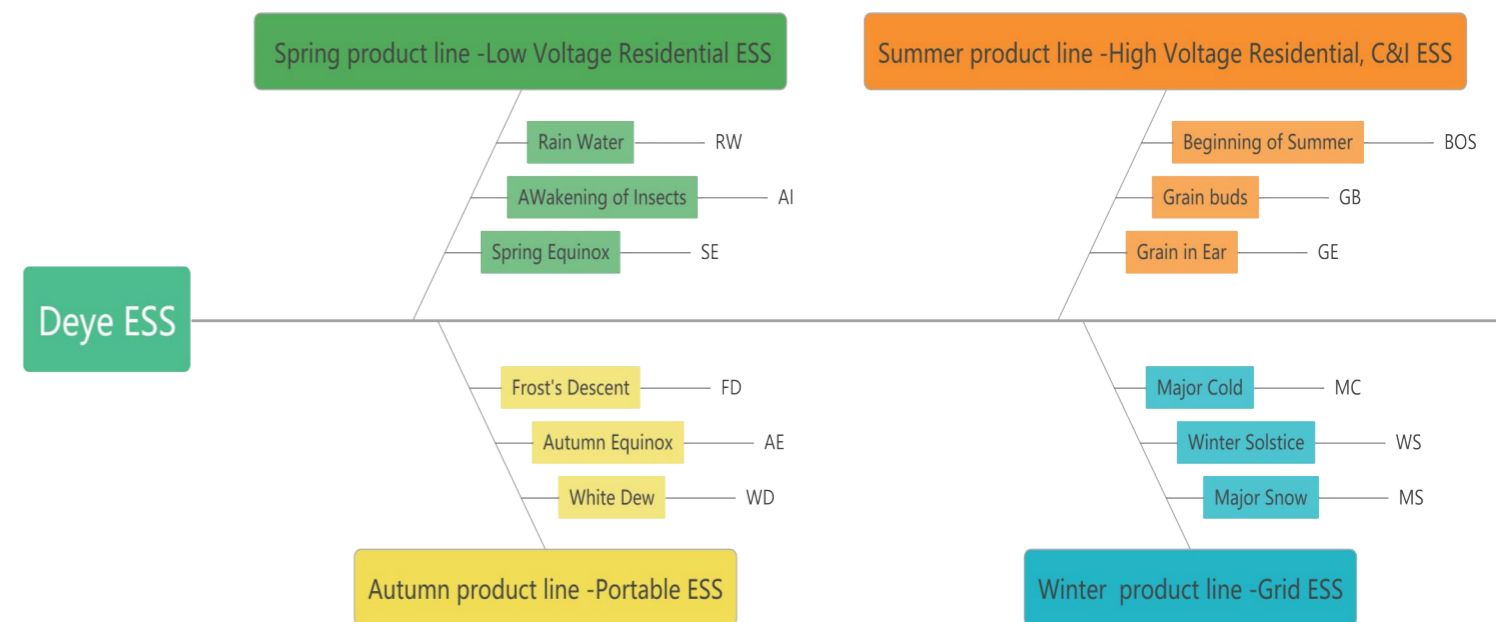 Spring product line -Low Voltage Residential ESS
Rain Water RW
AWakening of Insects AI
Spring Equinox SE
Summer product line -High Voltage Residential, C&I ESS
Beginning of Summer BOS
Grain buds GB
Grain in Ear GE
Deye ESS
Frost's Descent FD
Autumn Equinox AE
White Dew WD
Autumn product line -Portable ESS
Major Cold MC
Winter Solstice WS
Major Snow MS
Winter product line -Grid ESS